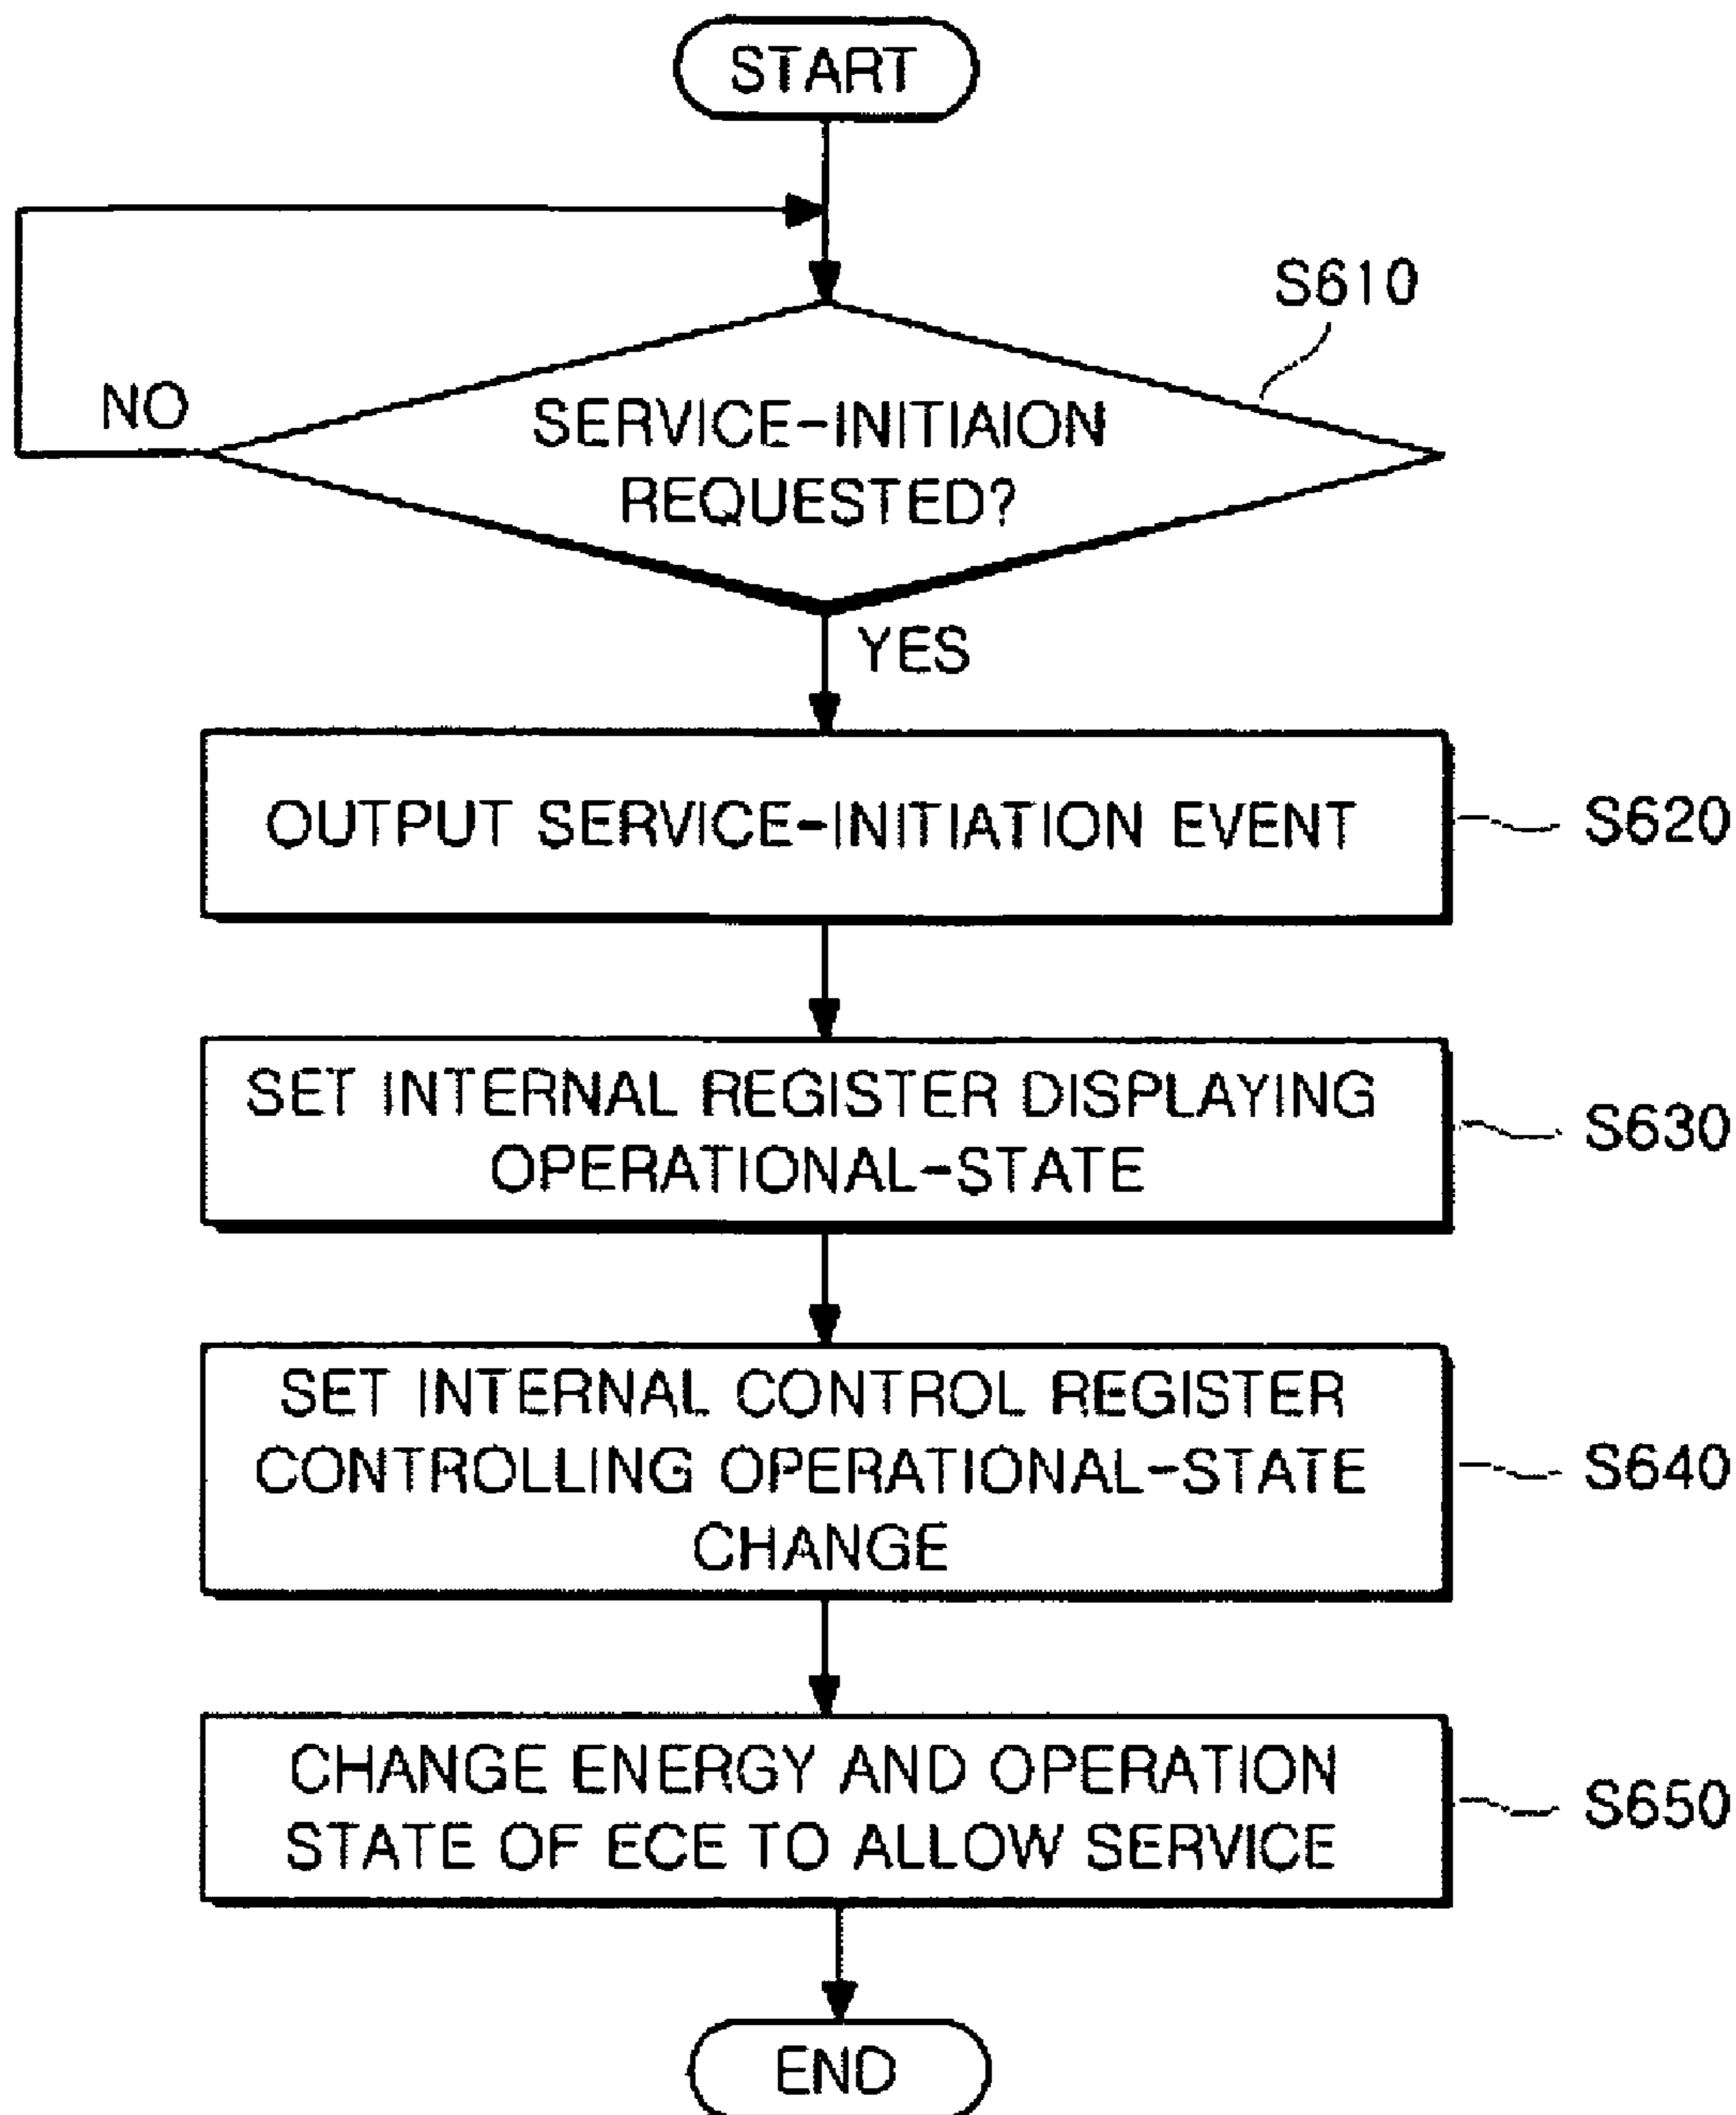 START
S610
NO
SERVICE-INITIAION
REQUESTED?
YES
OUTPUT SERVICE-INITIATION EVENT
S620
SET INTERNAL REGISTER DISPLAYING
OPERATIONAL-STATE
S630
SET INTERNAL CONTROL REGISTER
CONTROLLING OPERATIONAL-STATE
CHANGE
S640
CHANGE ENERGY AND OPERATION
STATE OF ECE TO ALLOW SERVICE
S650
END